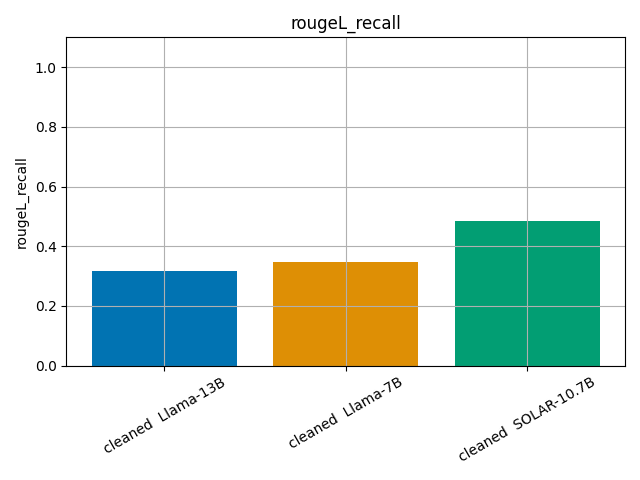 rougeL_recall
rougeL_recall
1.0
0.8
0.6
0.4
0.2
0.0
cleaned  Llama-13B
cleaned  Llama-7B
cleaned  SOLAR-10.7B